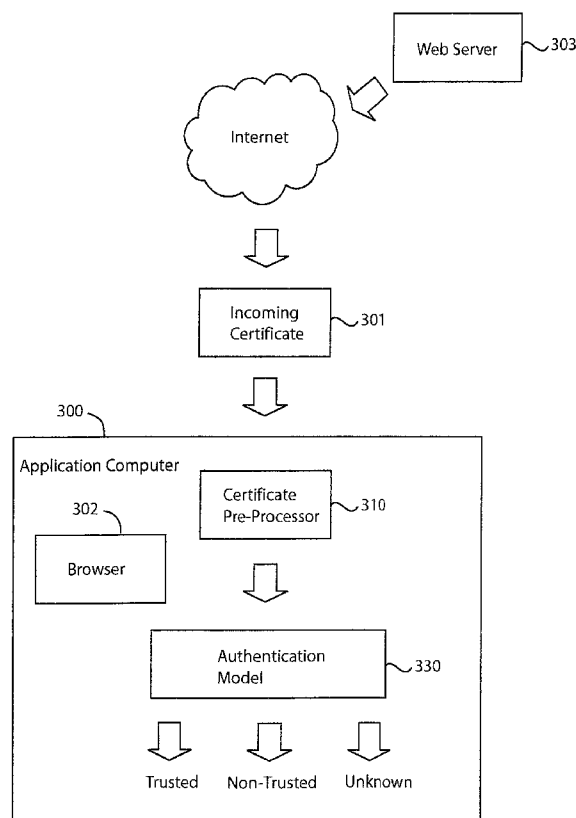 Web Server
303
Internet
Incoming
Certificate
301
300
Application Computer
Certificate
Pre-Processor
310
302
Browser
Authentication
Model
330
Trusted
Non-Trusted
Unknown